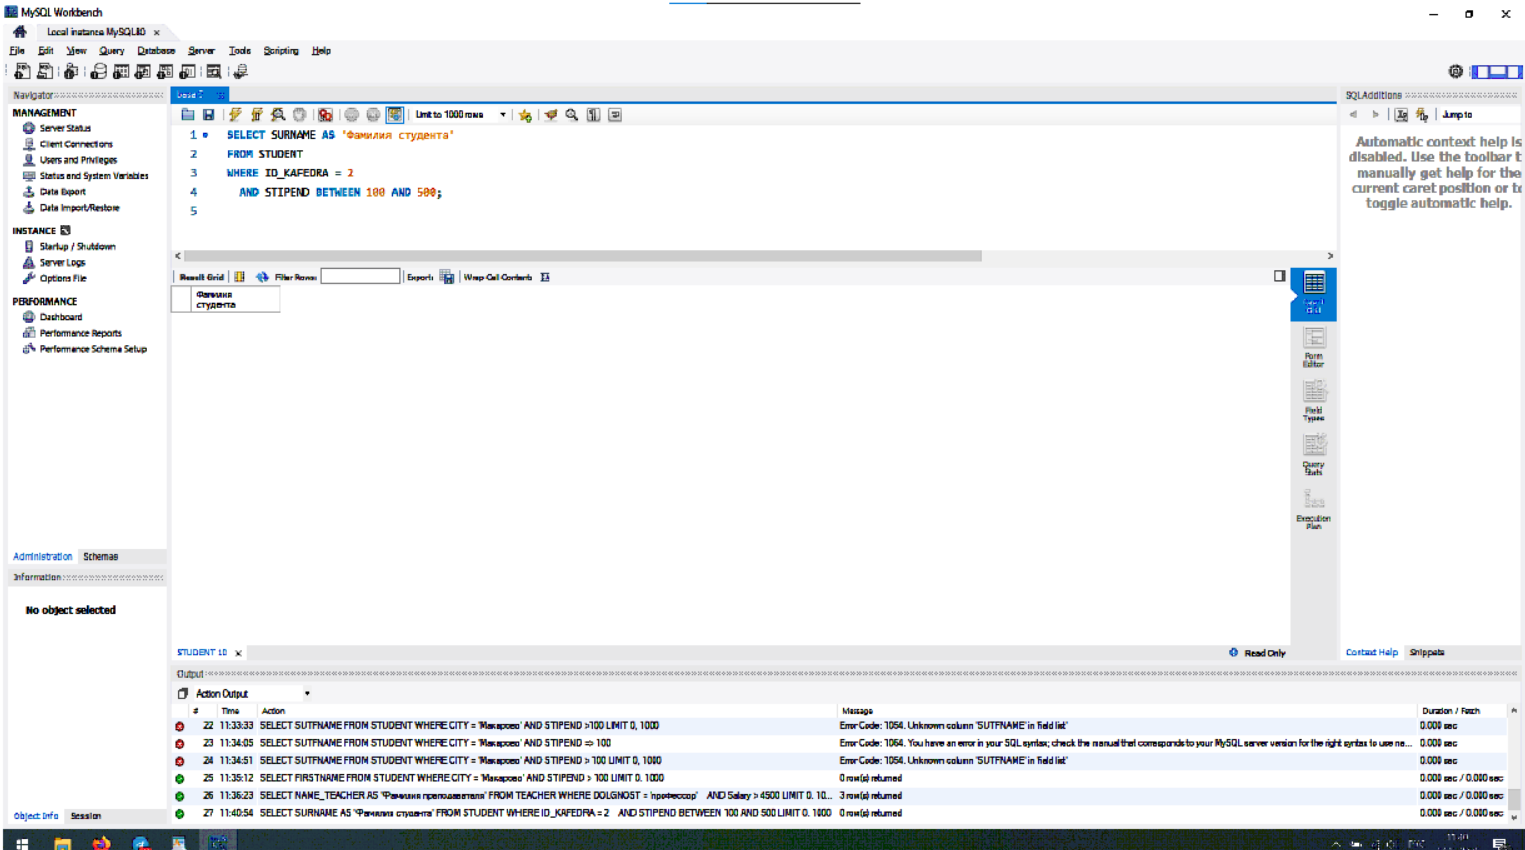 MySQL Workbench
Local instance MySQL80 ×
File Edit View Query Database Server Tools Scripting Help
Navigator
MANAGEMENT
Server Status
Client Connections
Users and Privileges
Status and System Variables
Data Export
Data Import/Restore
INSTANCE
Startup / Shutdown
Server Logs
Options File
PERFORMANCE
Dashboard
Performance Reports
Performance Schema Setup
Administration Schemas
Information
No object selected
Object Info Session
Limit to 1000 rows
1 SELECT SURNAME AS 'Фамилия студента'
2 FROM STUDENT
3 WHERE ID_KAFEDRA = 2
4 AND STIPEND BETWEEN 100 AND 500;
5
Result Grid Filter Rows: Export: Wrap Cell Content:
Фамилия
студента
Result
Grid
Form
Editor
Field
Types
Query
Stats
Execution
Plan
STUDENT 10 × Read Only
SQLAdditions
Jump to
Automatic context help is
disabled. Use the toolbar t
manually get help for the
current caret position or to
toggle automatic help.
Context Help Snippets
Output
Action Output
# Time Action Message Duration / Fetch
22 11:33:33 SELECT SUTFNAME FROM STUDENT WHERE CITY = 'Макарово' AND STIPEND >100 LIMIT 0, 1000 Error Code: 1054. Unknown column 'SUTFNAME' in 'field list' 0.000 sec
23 11:34:05 SELECT SUTFNAME FROM STUDENT WHERE CITY = 'Макарово' AND STIPEND => 100 Error Code: 1064. You have an error in your SQL syntax; check the manual that corresponds to your MySQL server version for the right syntax to use ne... 0.000 sec
24 11:34:51 SELECT SUTFNAME FROM STUDENT WHERE CITY = 'Макарово' AND STIPEND > 100 LIMIT 0, 1000 Error Code: 1054. Unknown column 'SUTFNAME' in 'field list' 0.000 sec
25 11:35:12 SELECT FIRSTNAME FROM STUDENT WHERE CITY = 'Макарово' AND STIPEND > 100 LIMIT 0, 1000 0 row(s) returned 0.000 sec / 0.000 sec
26 11:36:23 SELECT NAME_TEACHER AS 'Фамилия преподавателя' FROM TEACHER WHERE DOLGNOST = 'профессор' AND Salary > 4500 LIMIT 0, 10... 3 row(s) returned 0.000 sec / 0.000 sec
27 11:40:54 SELECT SURNAME AS 'Фамилия студента' FROM STUDENT WHERE ID_KAFEDRA = 2 AND STIPEND BETWEEN 100 AND 500 LIMIT 0, 1000 0 row(s) returned 0.000 sec / 0.000 sec